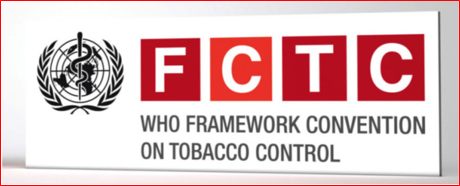 FCTC
WHO FRAMEWORK CONVENTION
ON TOBACCO CONTROL